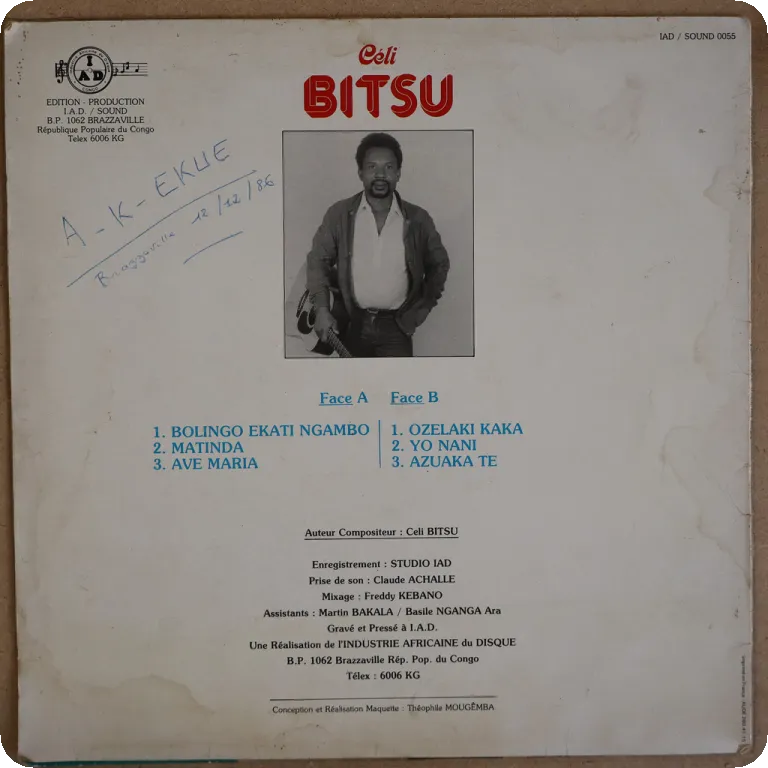 IAD / SOUND 0055
I
A D
EDITION - PRODUCTION
I.A.D. / SOUND
B.P. 1062 BRAZZAVILLE
République Populaire du Congo
Telex 6006 KG
Céli
BITSU
A - K - EKUE
Brazzaville 12/12/86
Face A
1. BOLINGO EKATI NGAMBO
2. MATINDA
3. AVE MARIA
Face B
1. OZELAKI KAKA
2. YO NANI
3. AZUAKA TE
Auteur Compositeur : Celi BITSU
Enregistrement : STUDIO IAD
Prise de son : Claude ACHALLE
Mixage : Freddy KEBANO
Assistants : Martin BAKALA / Basile NGANGA Ara
Gravé et Pressé à I.A.D.
Une Réalisation de l'INDUSTRIE AFRICAINE du DISQUE
B.P. 1062 Brazzaville Rép. Pop. du Congo
Télex : 6006 KG
Conception et Réalisation Maquette : Théophile MOUGÊMBA